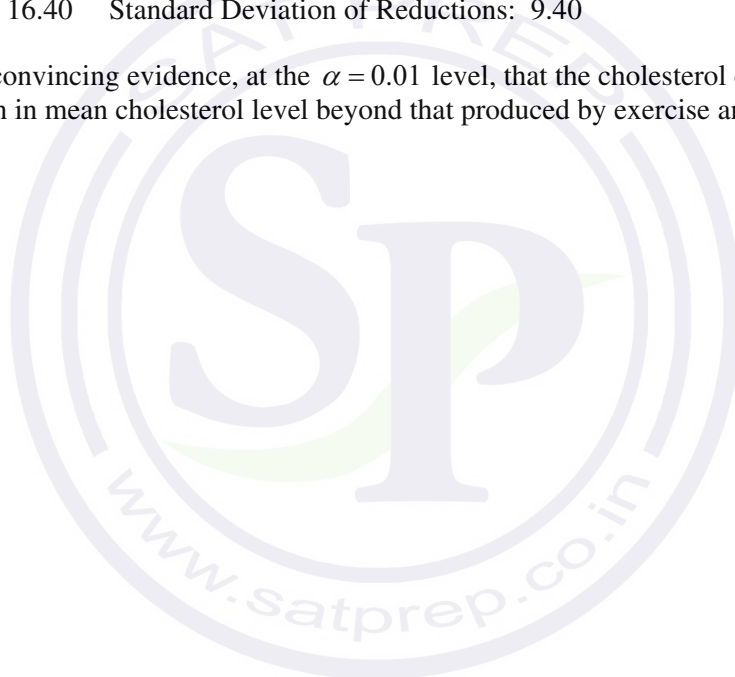 16.40 Standard Deviation of Reductions: 9.40
convincing evidence, at the α = 0.01 level, that the cholesterol
in mean cholesterol level beyond that produced by exercise
SATPREP
SP
www.satprep.co.in